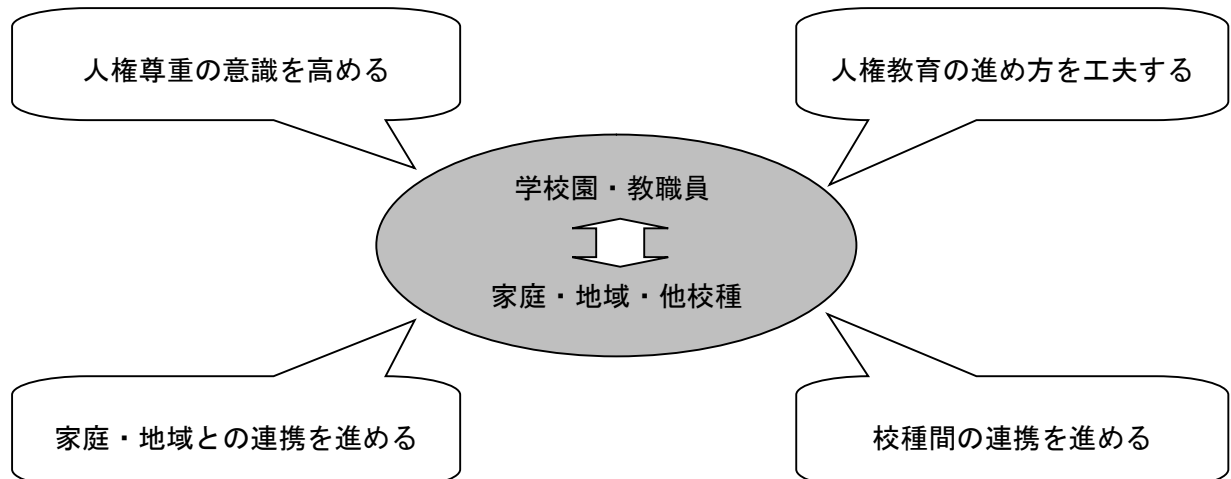 人権尊重の意識を高める
人権教育の進め方を工夫する
学校園・教職員
家庭・地域・他校種
家庭・地域との連携を進める
校種間の連携を進める